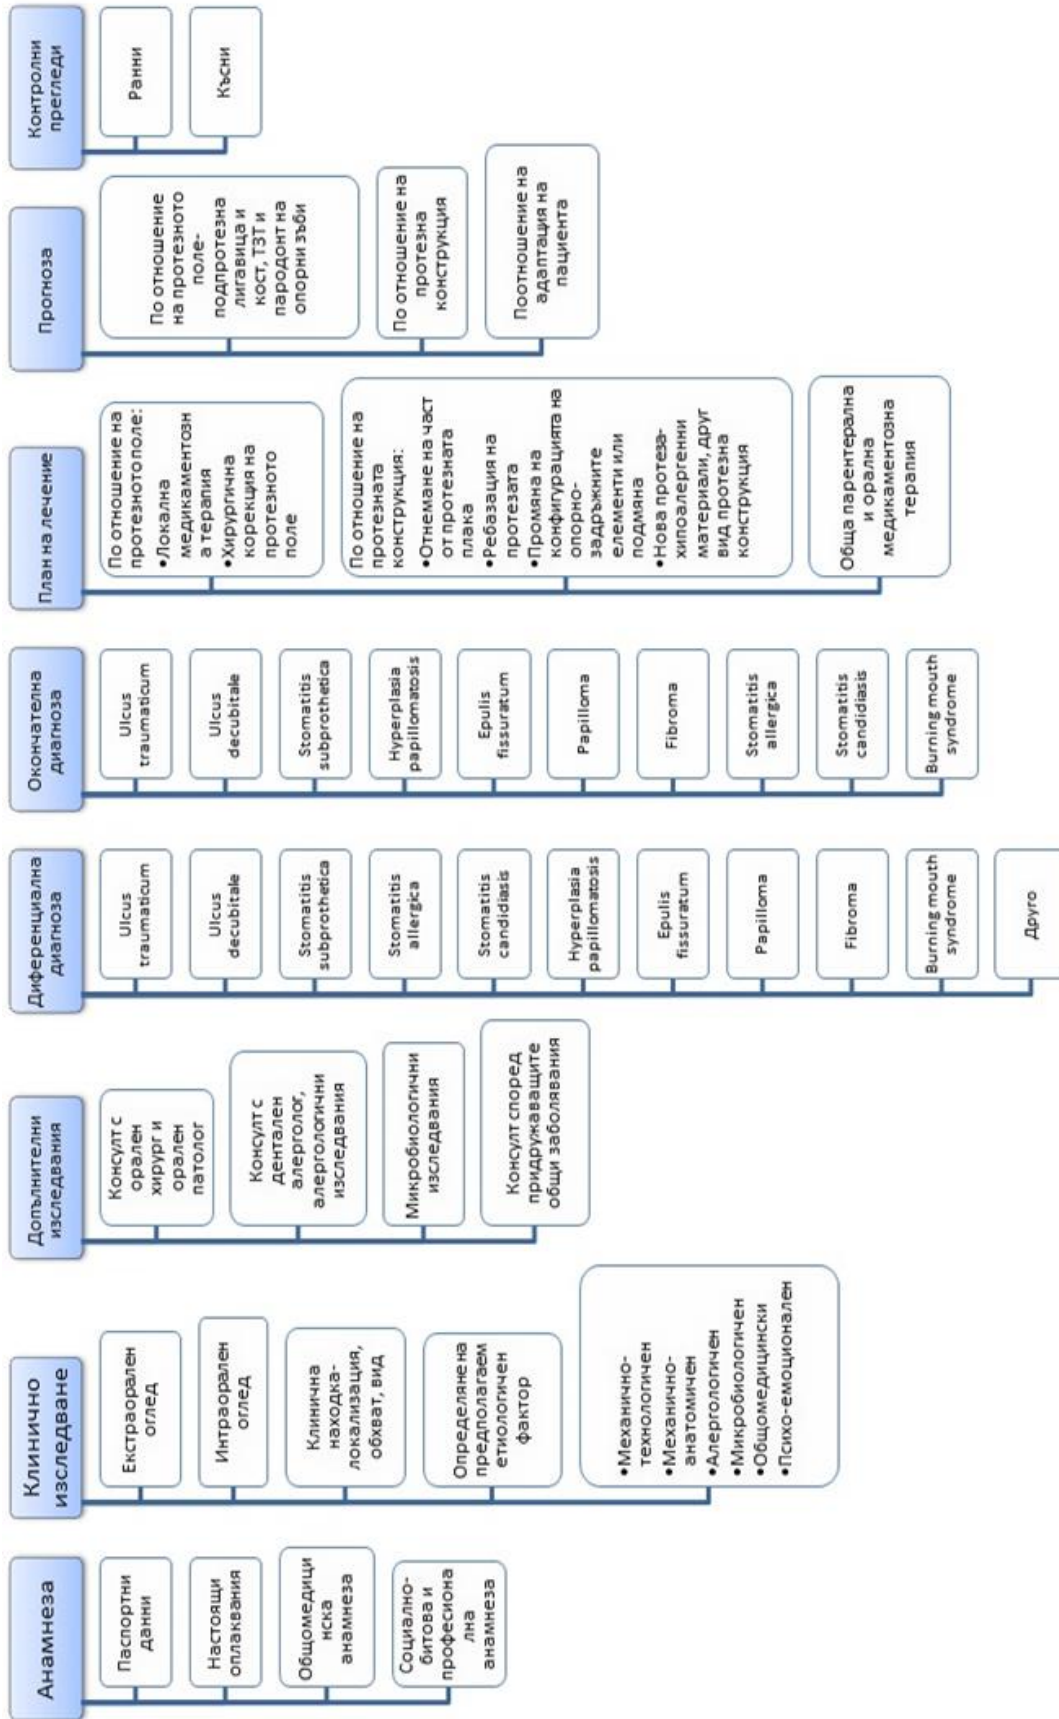 Анамнеза
Паспортни
данни
Настоящи
оплаквания
Общомедици
нска
анамнеза
Социално-
битова и
професиона
лна
анамнеза
Клинично
изследване
Екстраорален
оглед
Интраорален
оглед
Клинична
находка-
локализация,
обхват, вид
Определяне на
предполагаем
етиологичен
фактор
•Механично-
технологичен
•Механично-
анатомичен
•Алергологичен
•Микробиологичен
•Общомедицински
•Психо-емоционален
Допълнителни
изследвания
Консулт с
орален
хирург и
орален
патолог
Консулт с
дентален
алерголог,
алергологични
изследвания
Микробиологични
изследвания
Консулт според
придружаващите
общи заболявания
Диференциална
диагноза
Ulcus
traumaticum
Ulcus
decubitale
Stomatitis
subprothetica
Stomatitis
allergica
Stomatitis
candidiasis
Hyperplasia
papillomatosis
Epulis
fissuratum
Papilloma
Fibroma
Burning mouth
syndrome
Друго
Окончателна
диагноза
Ulcus
traumaticum
Ulcus
decubitale
Stomatitis
subprothetica
Hyperplasia
papillomatosis
Epulis
fissuratum
Papilloma
Fibroma
Stomatitis
allergica
Stomatitis
candidiasis
Burning mouth
syndrome
План на лечение
По отношение на
протезното поле:
•Локална
медикаментозн
а терапия
•Хирургична
корекция на
протезното
поле
По отношение на
протезната
конструкция:
•Отнемане на част
от протезната
плака
•Ребазация на
протезата
•Промяна на
конфигурацията на
опорно-
задръжните
елементи или
подмяна
•Нова протеза-
хипоалергенни
материали, друг
вид протезна
конструкция
Обща парентерална
и орална
медикаментозна
терапия
Прогноза
По отношение
на протезното
поле-
подпротезна
лигавица и
кост, ТЗТ и
пародонт на
опорни зъби
По отношение на
протезна
конструкция
Поотношение на
адаптация на
пациента
Контролни
прегледи
Ранни
Късни